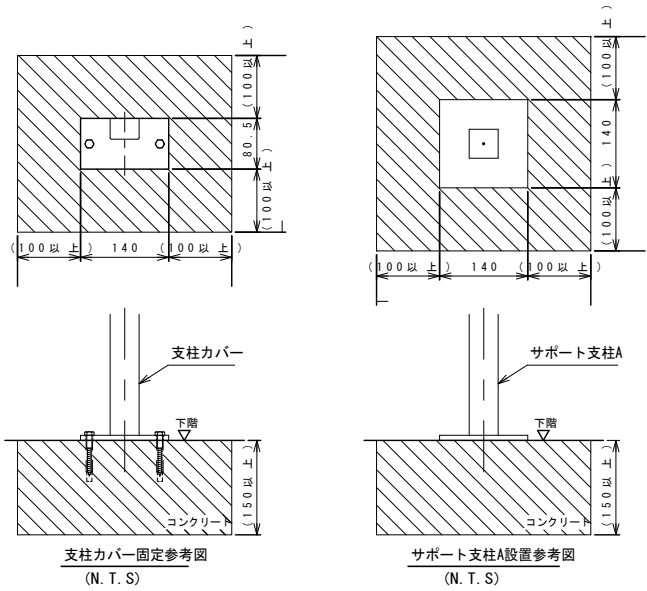 (100以上)
80.5
(100以上)
(100以上)
140
(100以上)
(100以上)
140
(100以上)
(100以上)
140
(100以上)
支柱カバー
下階
(150以上)
コンクリート
支柱カバー固定参考図
(N.T.S)
サポート支柱A
下階
(150以上)
コンクリート
サポート支柱A設置参考図
(N.T.S)